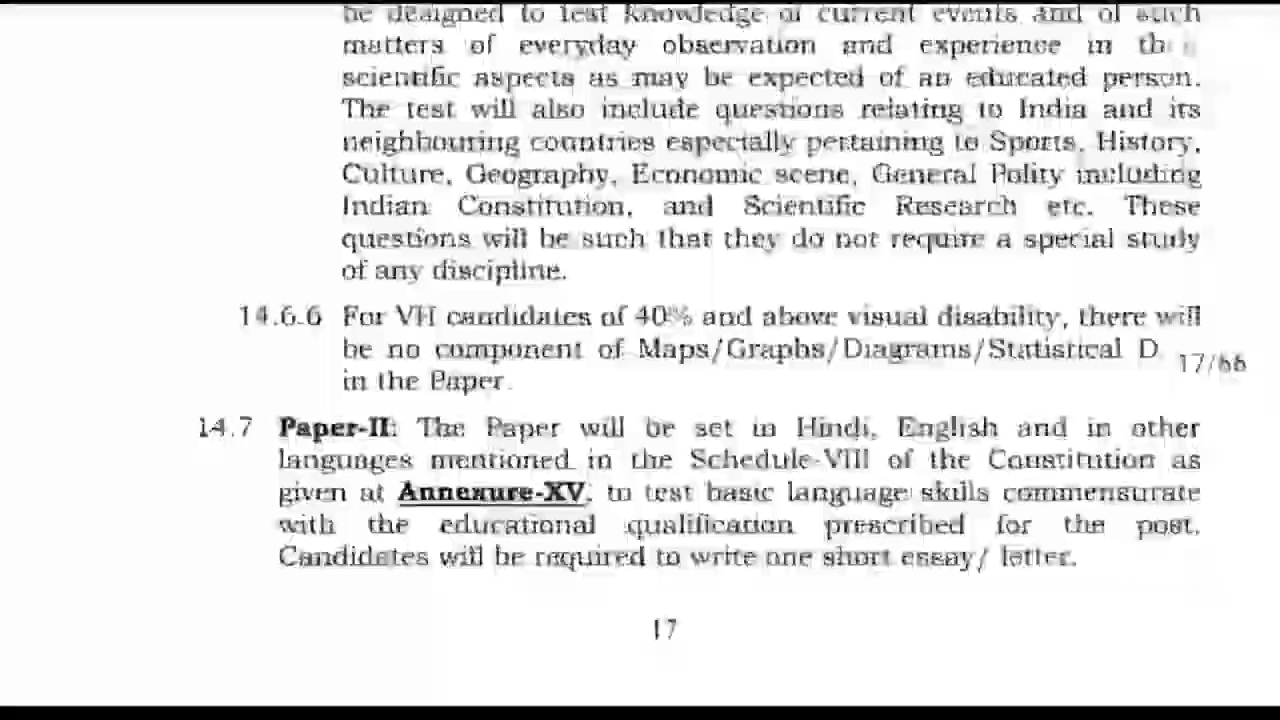 be designed to test knowledge of current events and of such
matters of everyday observation and experience in
scientific aspects as may be expected of an educated person.
The test will also include questions relating to India and its
neighbouring countries especially pertaining to Sports, History,
Culture, Geography, Economic scene, General Polity including
Indian Constitution, and Scientific Research etc. These
questions will be such that they do not require a special study
of any discipline.
14.6.6 For VH candidates of 40% and above visual disability, there will
be no component of Maps/Graphs/Diagrams/Statistical D
17/66
in the Paper.
14.7 Paper-II: The Paper will be set in Hindi, English and in other
languages mentioned in the Schedule-VIII of the Constitution as
given at Annexure-XV, to test basic language skills commensurate
with the educational qualification prescribed for the post.
Candidates will be required to write one short essay/ letter.
17